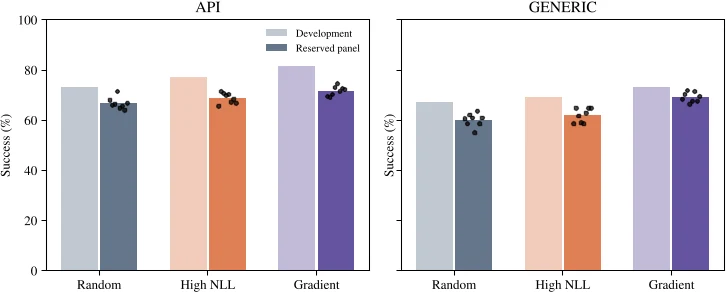 API
GENERIC
Success (%)
100
80
60
40
20
0
Development
Reserved panel
Random
High NLL
Gradient
Success (%)
Random
High NLL
Gradient